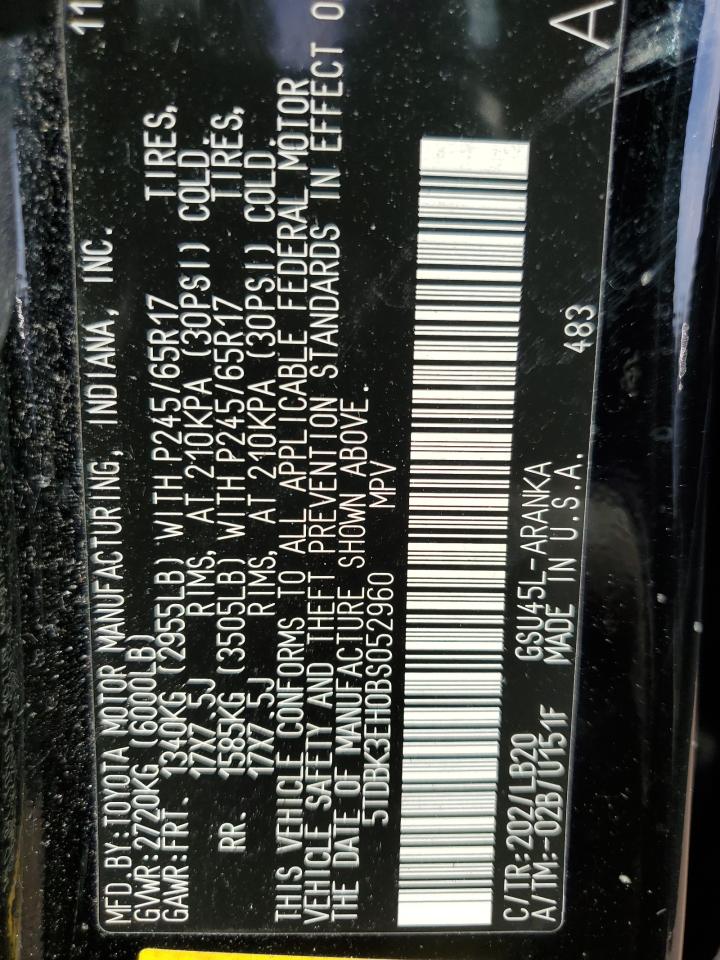 MFD.BY:TOYOTA MOTOR MANUFACTURING, INDIANA, INC. 11
GVWR:2720KG (6000LB)
GAWR:FRT. 1340KG (2955LB) WITH P245/65R17 TIRES,
17X7.5J RIMS, AT 210KPA (30PSI) COLD.
RR. 1585KG (3505LB) WITH P245/65R17 TIRES,
17X7.5J RIMS, AT 210KPA (30PSI) COLD.
THIS VEHICLE CONFORMS TO ALL APPLICABLE FEDERAL MOTOR
VEHICLE SAFETY AND THEFT PREVENTION STANDARDS IN EFFECT O
THE DATE OF MANUFACTURE SHOWN ABOVE.
5TDBK3EH0BS052960 MPV
C/TR:202/LB20 GSU45L-ARANKA
A/TM:-02B/U151F MADE IN U.S.A. 483
A